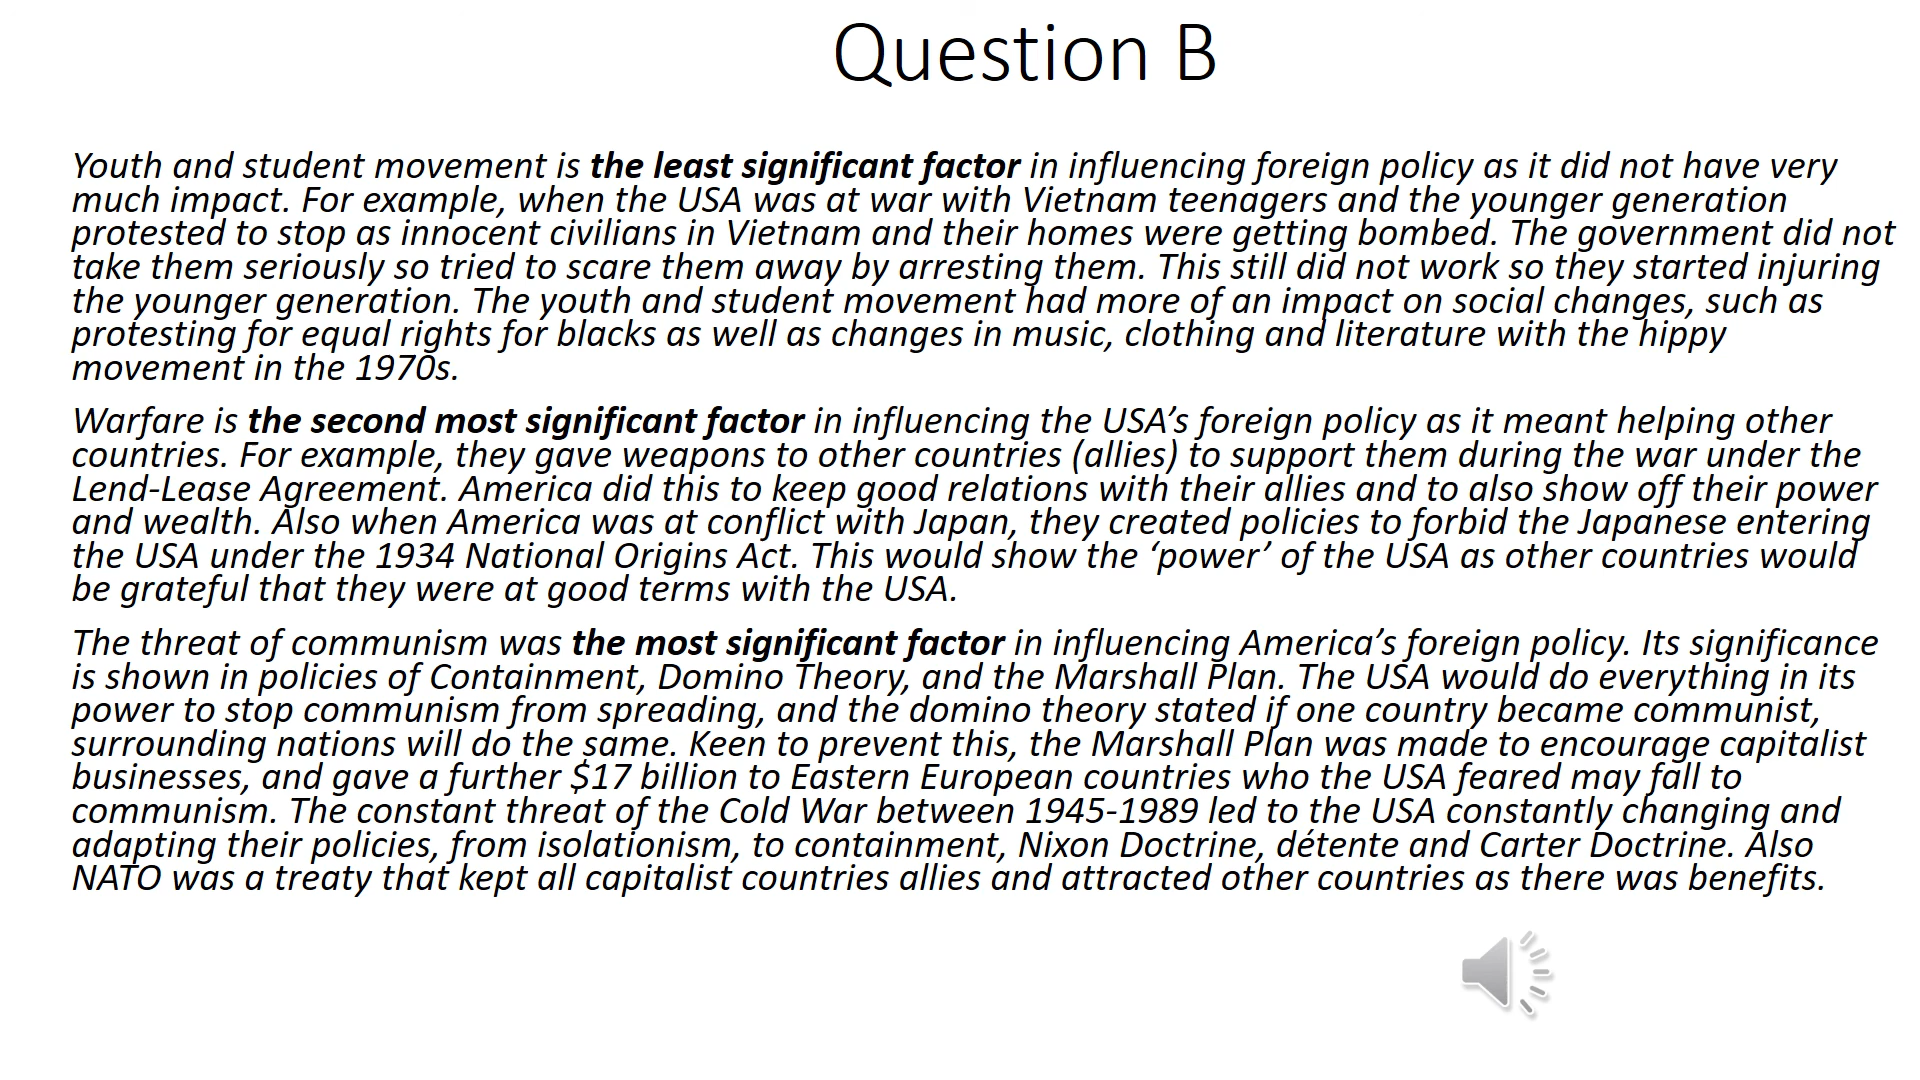 Question B
Youth and student movement is the least significant factor in influencing foreign policy as it did not have very
much impact. For example, when the USA was at war with Vietnam teenagers and the younger generation
protested to stop as innocent civilians in Vietnam and their homes were getting bombed. The government did not
take them seriously so tried to scare them away by arresting them. This still did not work so they started injuring
the younger generation. The youth and student movement had more of an impact on social changes, such as
protesting for equal rights for blacks as well as changes in music, clothing and literature with the hippy
movement in the 1970s.
Warfare is the second most significant factor in influencing the USA’s foreign policy as it meant helping other
countries. For example, they gave weapons to other countries (allies) to support them during the war under the
Lend-Lease Agreement. America did this to keep good relations with their allies and to also show off their power
and wealth. Also when America was at conflict with Japan, they created policies to forbid the Japanese entering
the USA under the 1934 National Origins Act. This would show the ‘power’ of the USA as other countries would
be grateful that they were at good terms with the USA.
The threat of communism was the most significant factor in influencing America’s foreign policy. Its significance
is shown in policies of Containment, Domino Theory, and the Marshall Plan. The USA would do everything in its
power to stop communism from spreading, and the domino theory stated if one country became communist,
surrounding nations will do the same. Keen to prevent this, the Marshall Plan was made to encourage capitalist
businesses, and gave a further $17 billion to Eastern European countries who the USA feared may fall to
communism. The constant threat of the Cold War between 1945-1989 led to the USA constantly changing and
adapting their policies, from isolationism, to containment, Nixon Doctrine, détente and Carter Doctrine. Also
NATO was a treaty that kept all capitalist countries allies and attracted other countries as there was benefits.